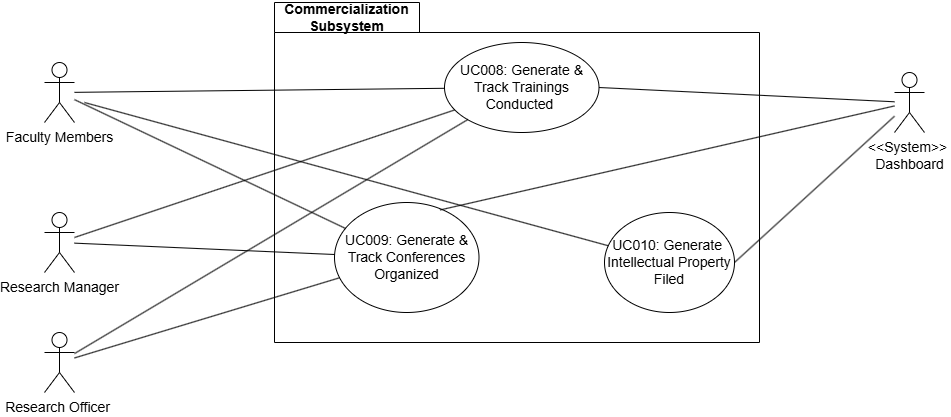 Commercialization
Subsystem
UC008: Generate &
Track Trainings
Conducted
Faculty Members
<<System>>
Dashboard
UC009: Generate &
Track Conferences
Organized
UC010: Generate
Intellectual Property
Filed
Research Manager
Research Officer